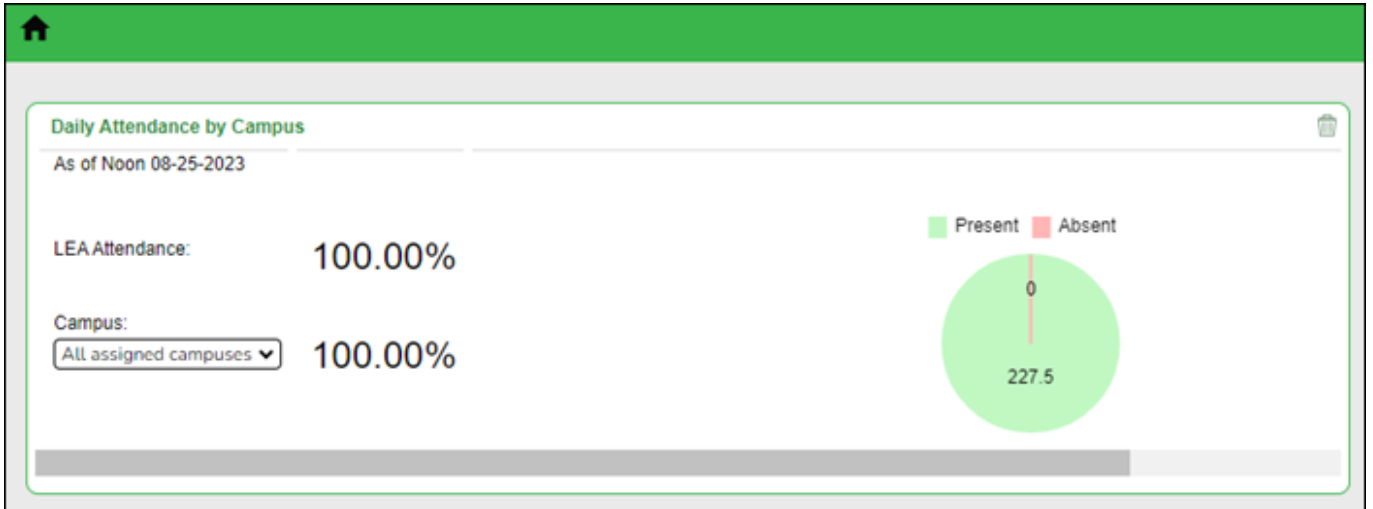 Daily Attendance by Campus
As of Noon 08-25-2023
Present Absent
LEA Attendance:
100.00%
0
Campus:
All assigned campuses
100.00%
227.5